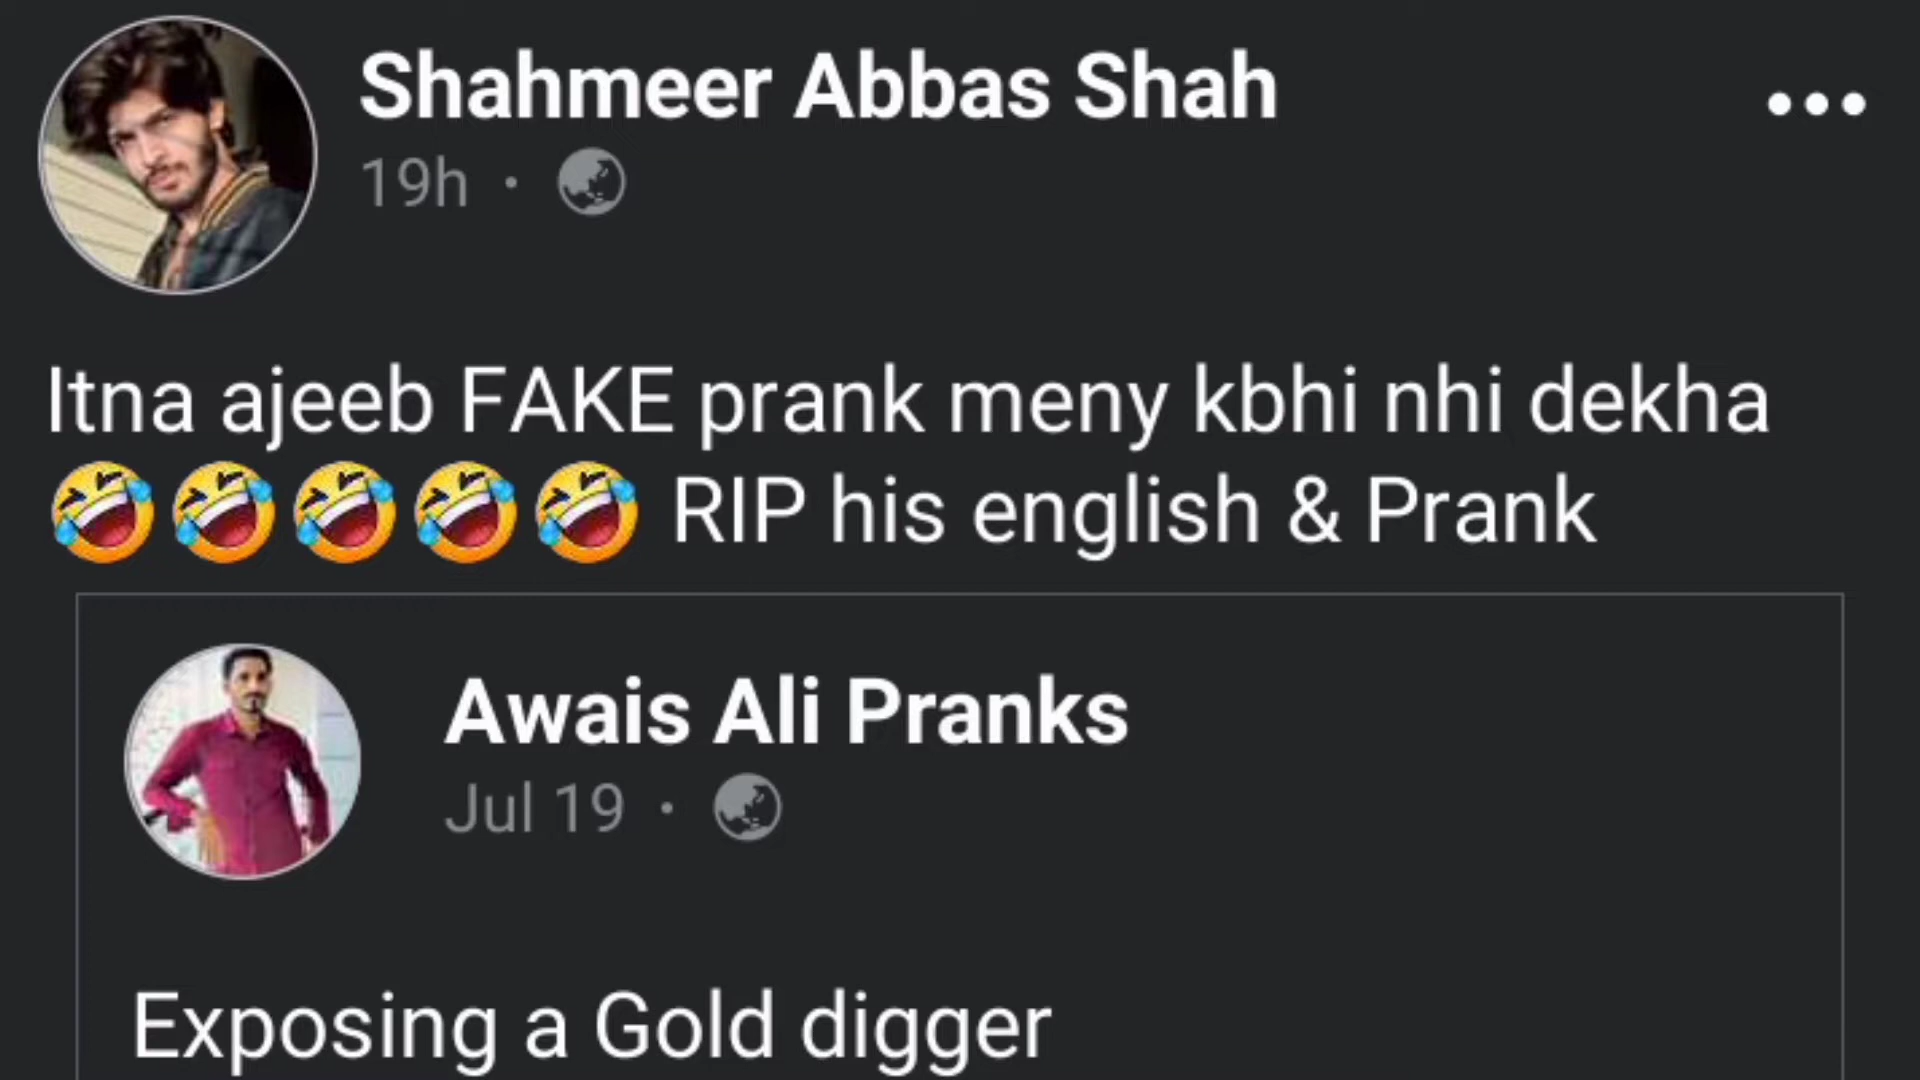 Shahmeer Abbas Shah
19h ·
Itna ajeeb FAKE prank meny kbhi nhi dekha
🤣🤣🤣🤣🤣 RIP his english & Prank
Awais Ali Pranks
Jul 19 ·
Exposing a Gold digger